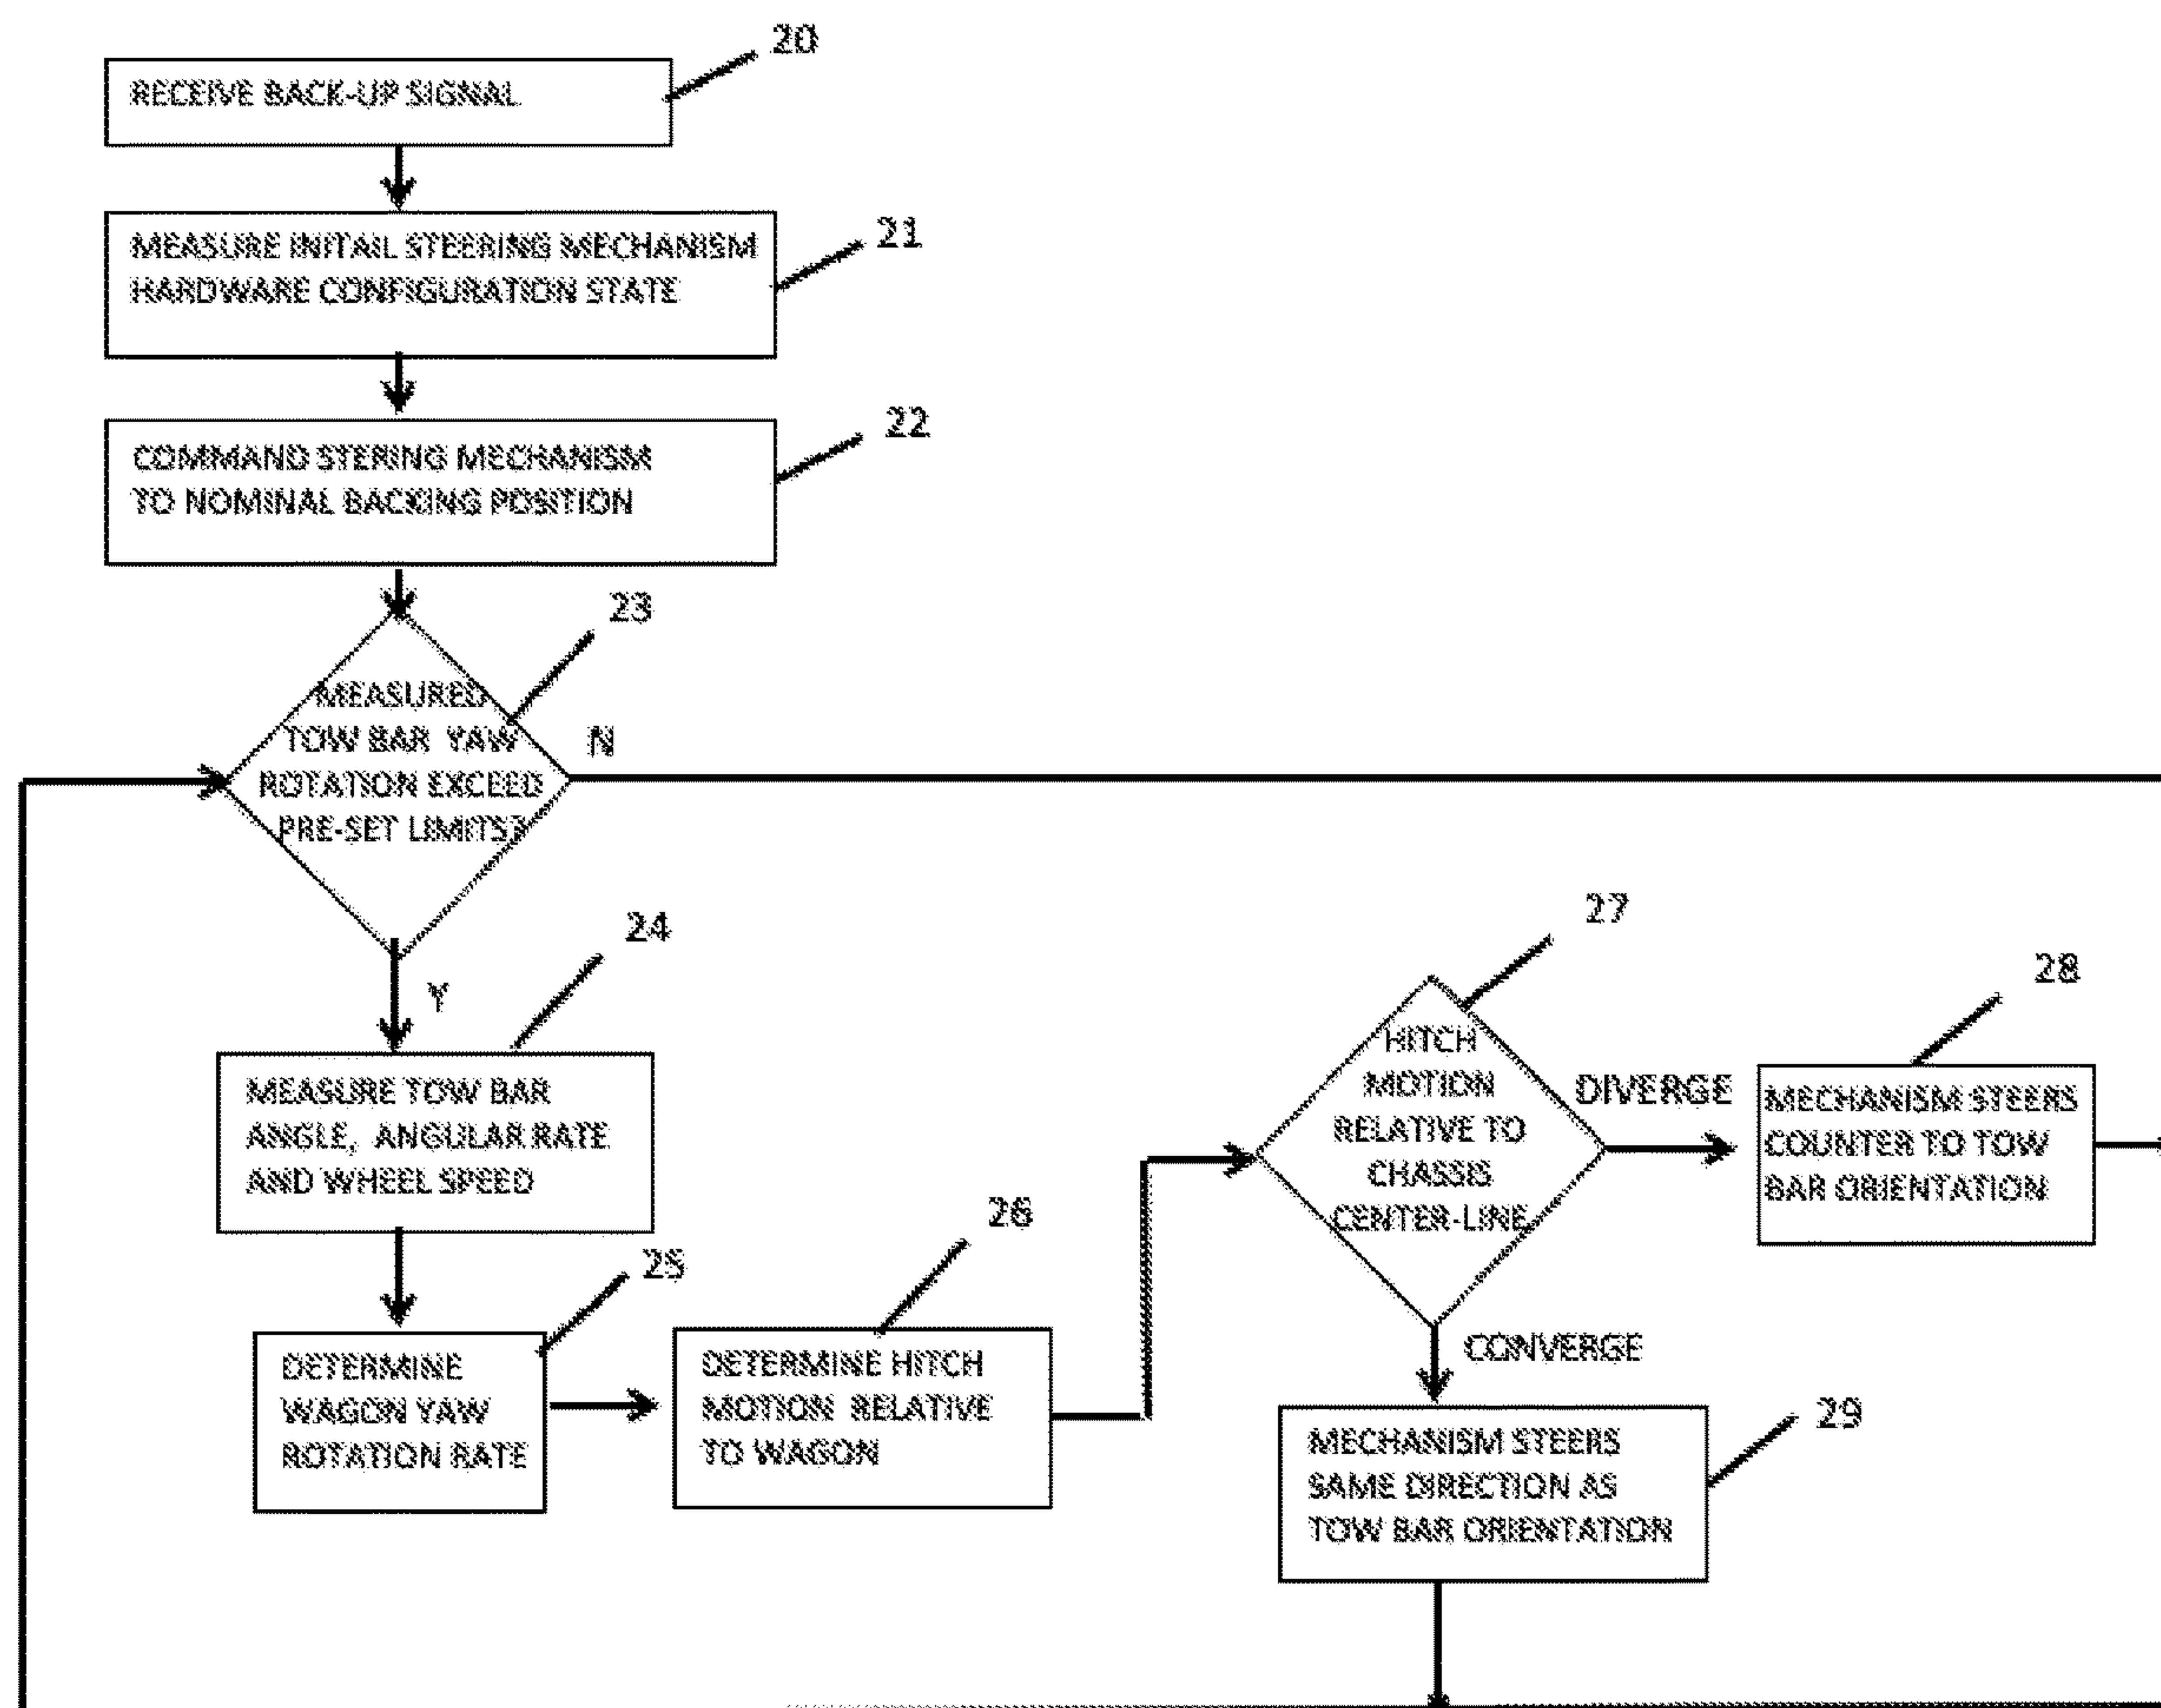 20
RECEIVE BACK-UP SIGNAL
21
MEASURE INITAIL STEERING MECHANISM
HARDWARE CONFIGURATION STATE
22
COMMAND STERING MECHANISM
TO NOMINAL BACKING POSITION
23
MEASURED
TOW BAR YAW
ROTATION EXCEED
PRE-SET LIMITS?
N
Y
24
MEASURE TOW BAR
ANGLE, ANGULAR RATE
AND WHEEL SPEED
25
DETERMINE
WAGON YAW
ROTATION RATE
26
DETERMINE HITCH
MOTION RELATIVE
TO WAGON
27
HITCH
MOTION
RELATIVE TO
CHASSIS
CENTER-LINE
DIVERGE
28
MECHANISM STEERS
COUNTER TO TOW
BAR ORIENTATION
CONVERGE
29
MECHANISM STEERS
SAME DIRECTION AS
TOW BAR ORIENTATION